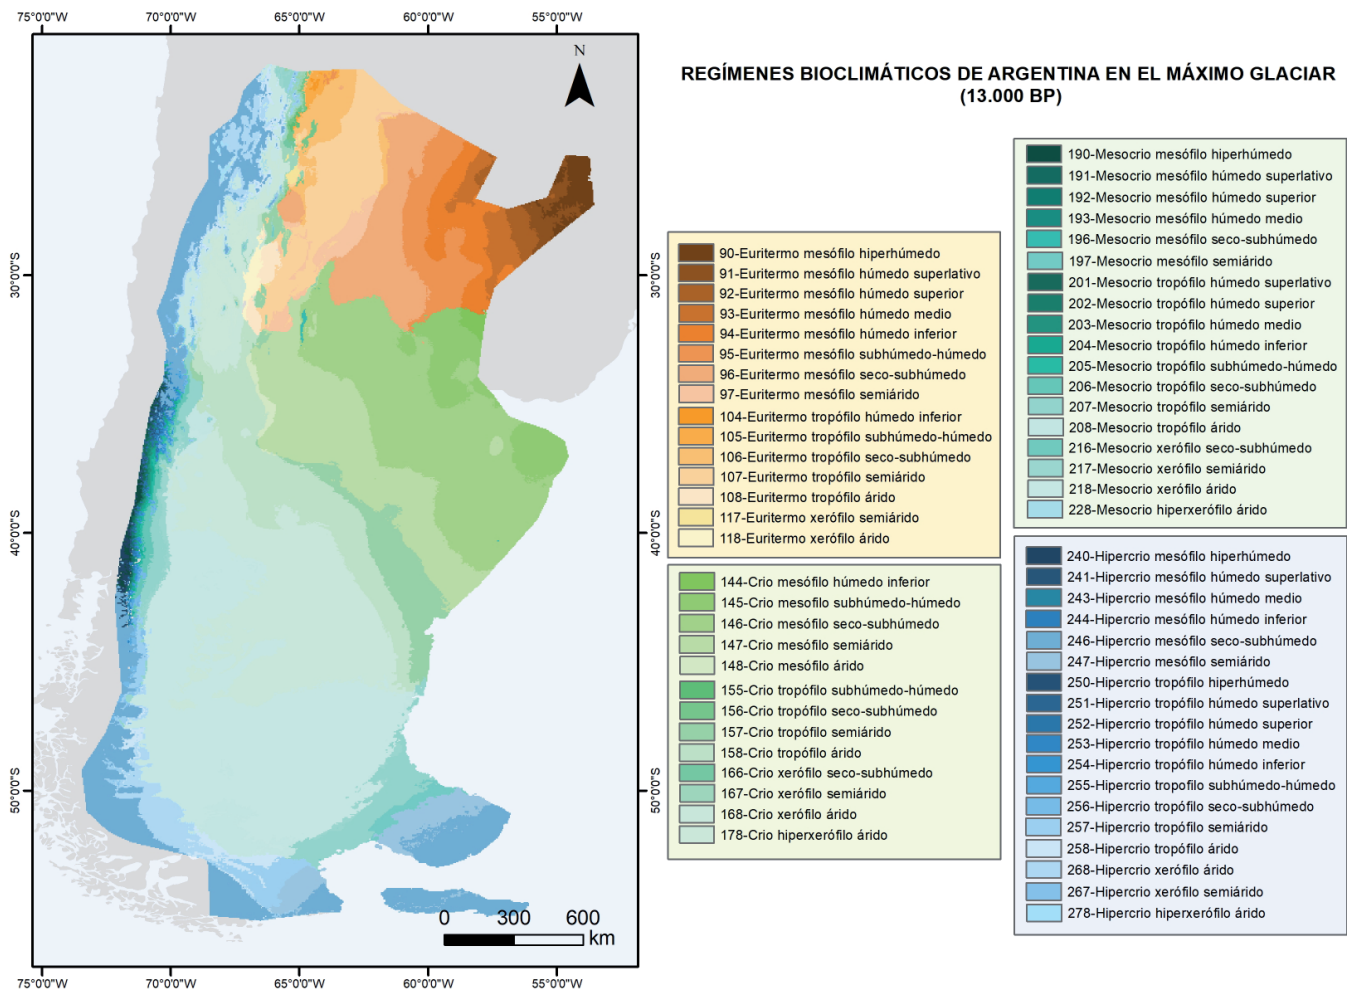 75°0'0"W
70°0'0"W
65°0'0"W
60°0'0"W
55°0'0"W
N
30°0'0"S
40°0'0"S
50°0'0"S
30°0'0"S
40°0'0"S
50°0'0"S
0 300 600
km
75°0'0"W
70°0'0"W
65°0'0"W
60°0'0"W
55°0'0"W
REGÍMENES BIOCLIMÁTICOS DE ARGENTINA EN EL MÁXIMO GLACIAR
(13.000 BP)
90-Euritermo mesófilo hiperhúmedo
91-Euritermo mesófilo húmedo superlativo
92-Euritermo mesófilo húmedo superior
93-Euritermo mesófilo húmedo medio
94-Euritermo mesófilo húmedo inferior
95-Euritermo mesófilo subhúmedo-húmedo
96-Euritermo mesófilo seco-subhúmedo
97-Euritermo mesófilo semiárido
104-Euritermo tropófilo húmedo inferior
105-Euritermo tropófilo subhúmedo-húmedo
106-Euritermo tropófilo seco-subhúmedo
107-Euritermo tropófilo semiárido
108-Euritermo tropófilo árido
117-Euritermo xerófilo semiárido
118-Euritermo xerófilo árido
144-Crio mesófilo húmedo inferior
145-Crio mesofilo subhúmedo-húmedo
146-Crio mesófilo seco-subhúmedo
147-Crio mesófilo semiárido
148-Crio mesófilo árido
155-Crio tropófilo subhúmedo-húmedo
156-Crio tropófilo seco-subhúmedo
157-Crio tropófilo semiárido
158-Crio tropófilo árido
166-Crio xerófilo seco-subhúmedo
167-Crio xerófilo semiárido
168-Crio xerófilo árido
178-Crio hiperxerófilo árido
190-Mesocrio mesófilo hiperhúmedo
191-Mesocrio mesófilo húmedo superlativo
192-Mesocrio mesófilo húmedo superior
193-Mesocrio mesófilo húmedo medio
196-Mesocrio mesófilo seco-subhúmedo
197-Mesocrio mesófilo semiárido
201-Mesocrio tropófilo húmedo superlativo
202-Mesocrio tropófilo húmedo superior
203-Mesocrio tropófilo húmedo medio
204-Mesocrio tropófilo húmedo inferior
205-Mesocrio tropófilo subhúmedo-húmedo
206-Mesocrio tropófilo seco-subhúmedo
207-Mesocrio tropófilo semiárido
208-Mesocrio tropófilo árido
216-Mesocrio xerófilo seco-subhúmedo
217-Mesocrio xerófilo semiárido
218-Mesocrio xerófilo árido
228-Mesocrio hiperxerófilo árido
240-Hipercrio mesófilo hiperhúmedo
241-Hipercrio mesófilo húmedo superlativo
243-Hipercrio mesófilo húmedo medio
244-Hipercrio mesófilo húmedo inferior
246-Hipercrio mesófilo seco-subhúmedo
247-Hipercrio mesófilo semiárido
250-Hipercrio tropófilo hiperhúmedo
251-Hipercrio tropófilo húmedo superlativo
252-Hipercrio tropófilo húmedo superior
253-Hipercrio tropófilo húmedo medio
254-Hipercrio tropófilo húmedo inferior
255-Hipercrio tropófilo subhúmedo-húmedo
256-Hipercrio tropófilo seco-subhúmedo
257-Hipercrio tropófilo semiárido
258-Hipercrio tropófilo árido
268-Hipercrio xerófilo árido
267-Hipercrio xerófilo semiárido
278-Hipercrio hiperxerófilo árido